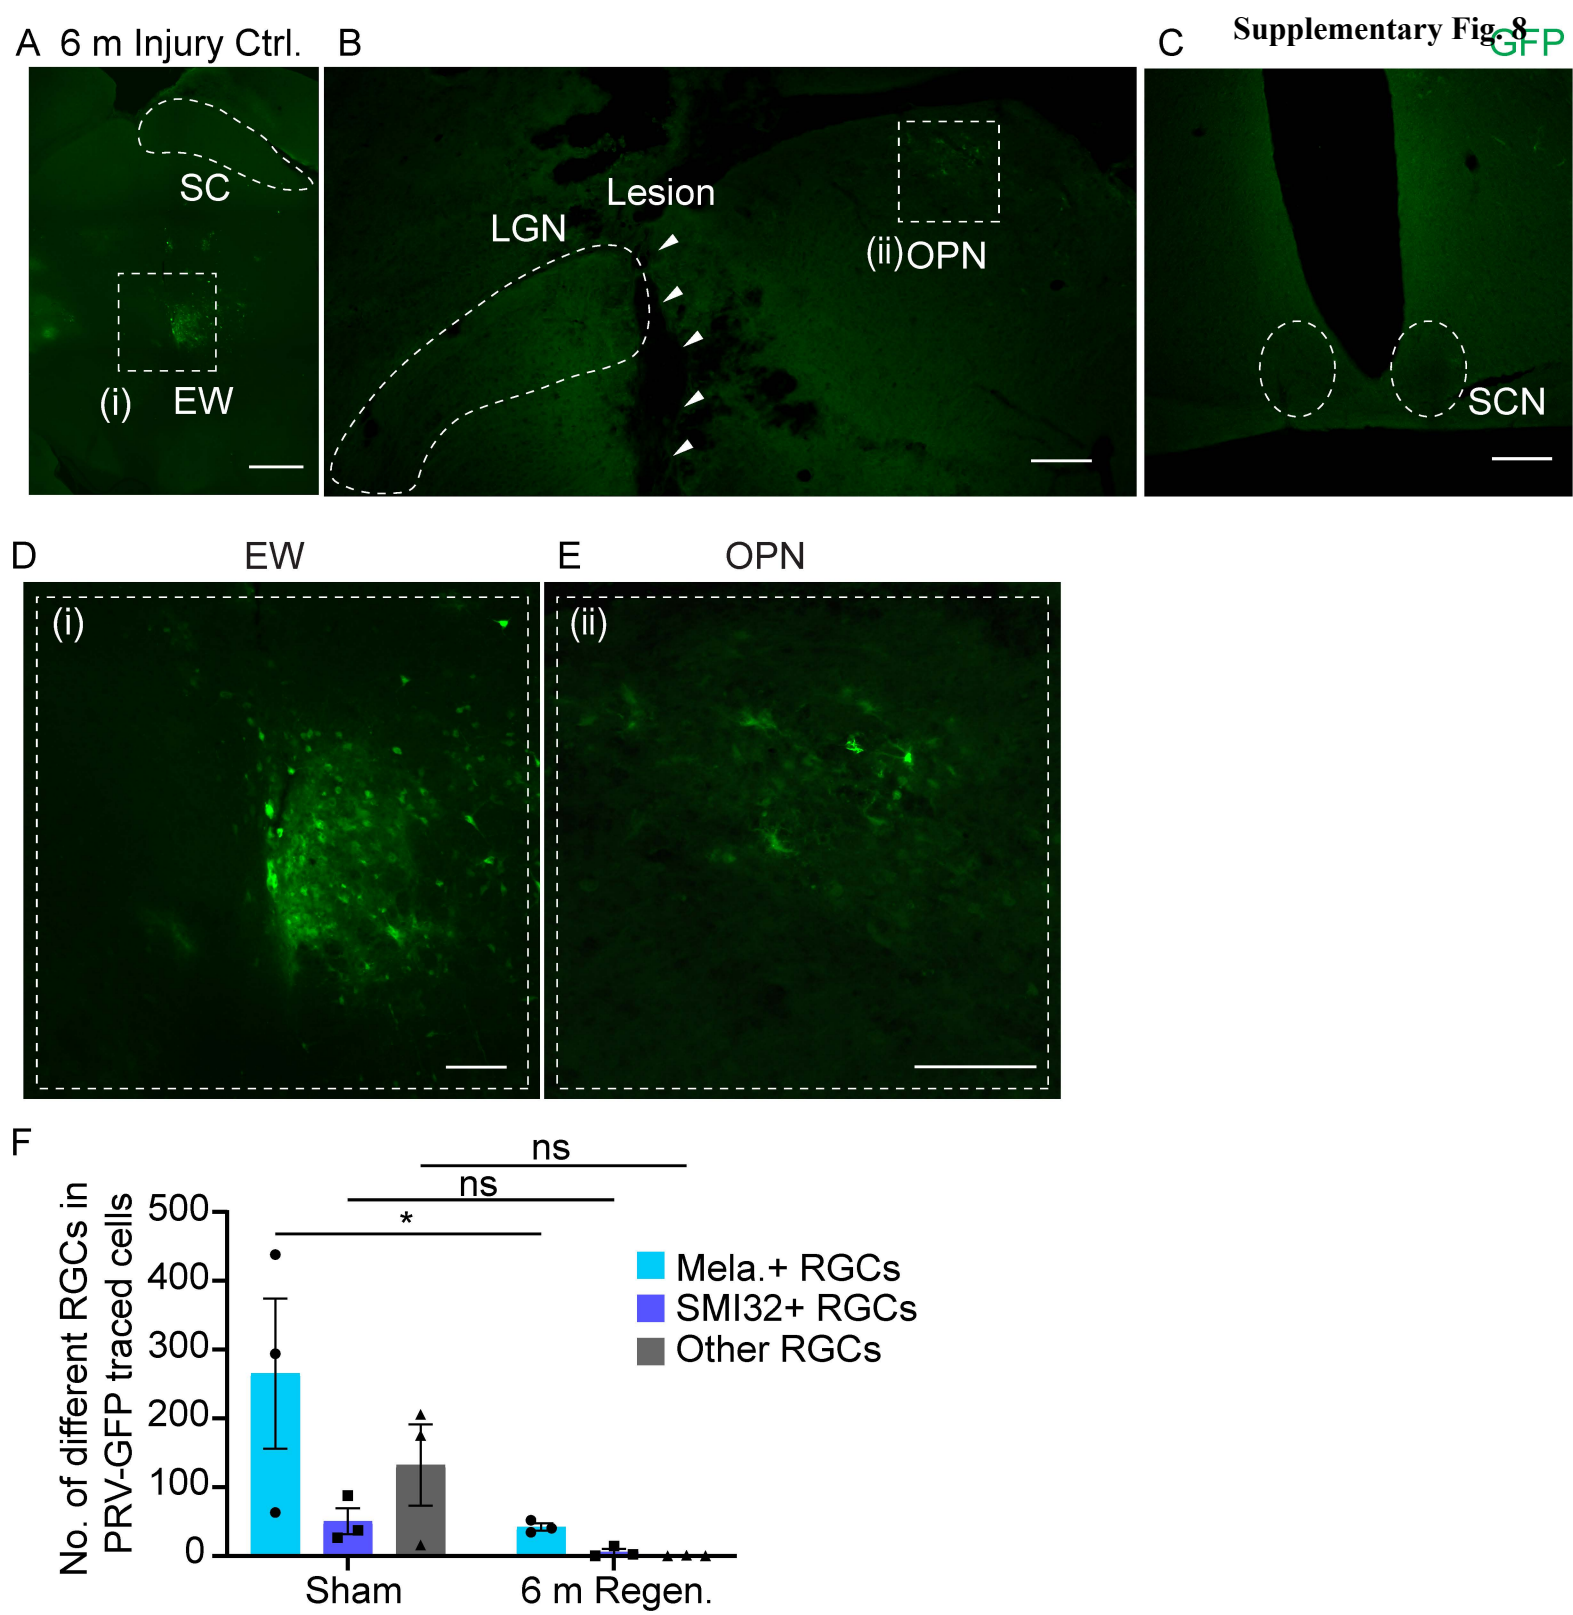 Supplementary Fig. 8
A 6 m Injury Ctrl.
B
C
GFP
SC
(i) EW
LGN
Lesion
(ii) OPN
SCN
D EW
E OPN
(i)
(ii)
F
ns
ns
*
No. of different RGCs in
PRV-GFP traced cells
500
400
300
200
100
0
Mela.+ RGCs
SMI32+ RGCs
Other RGCs
Sham
6 m Regen.